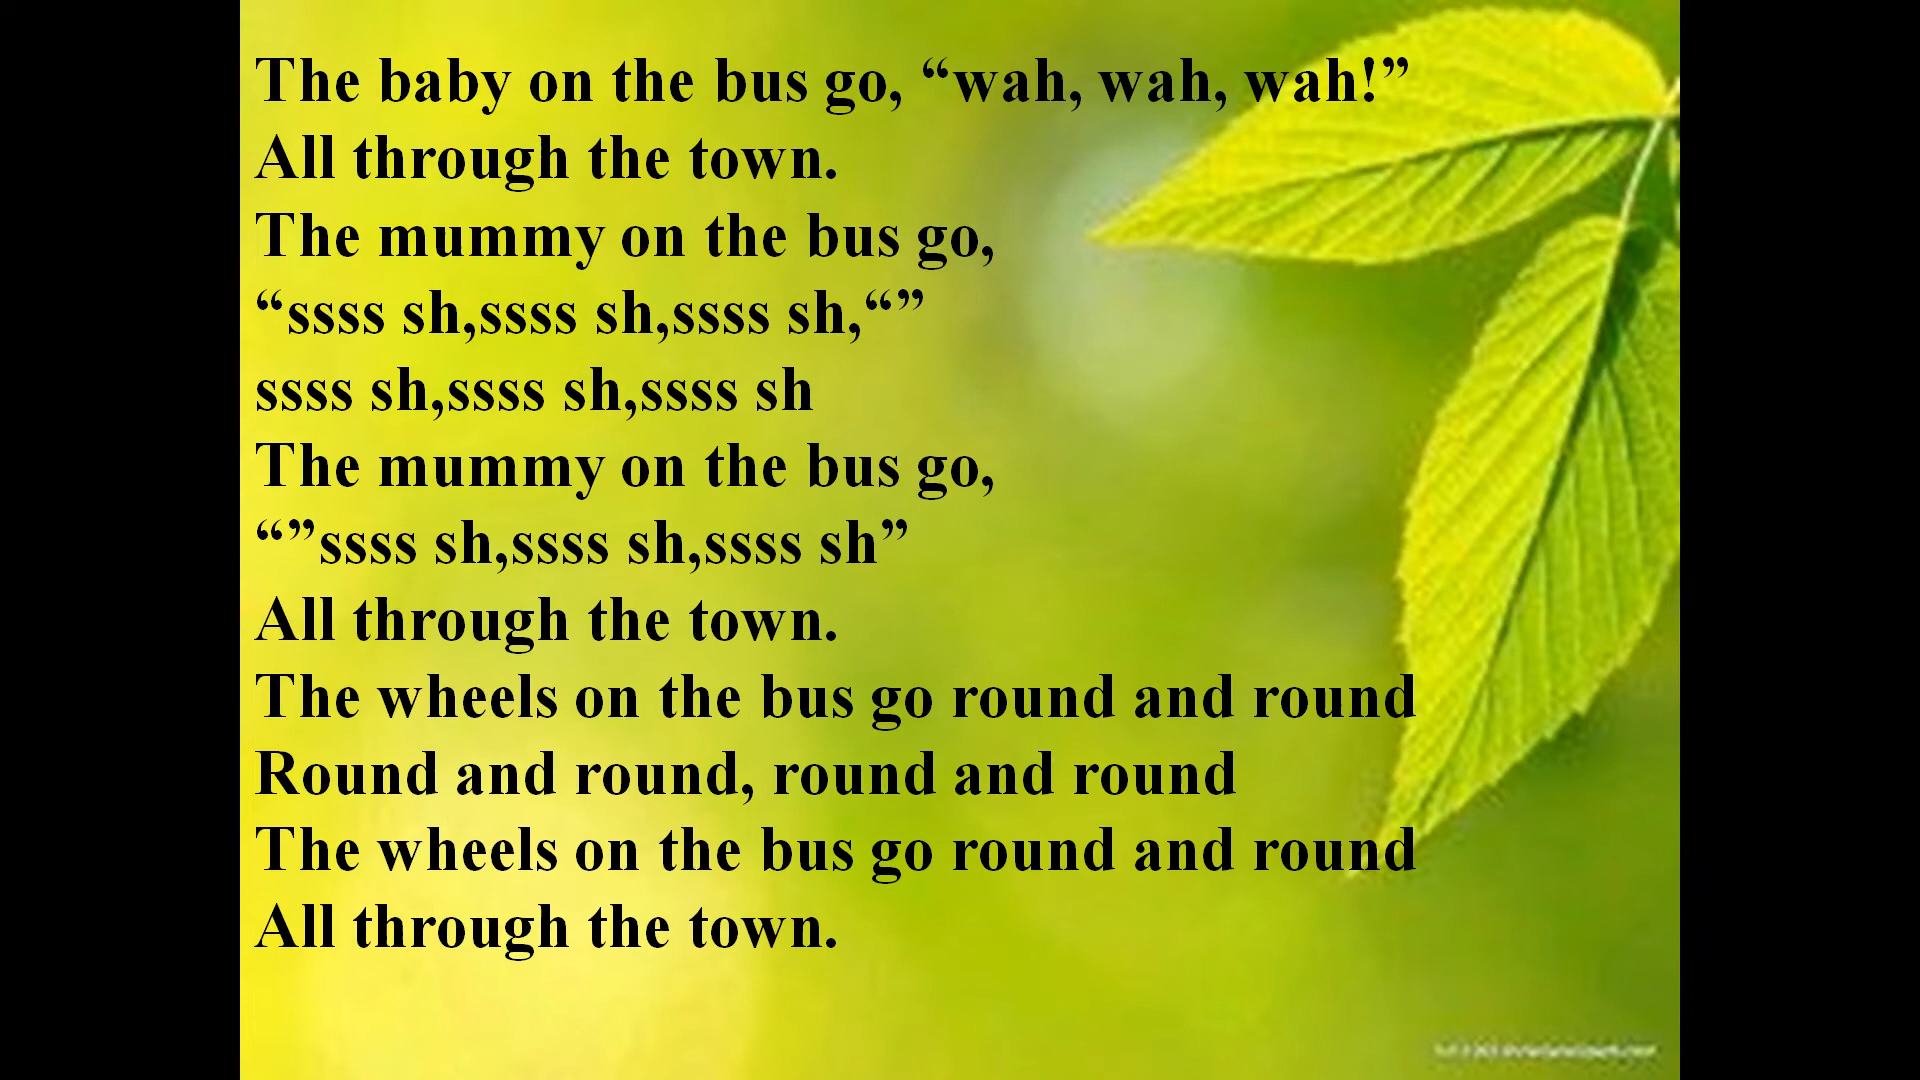 The baby on the bus go, “wah, wah, wah!”
All through the town.
The mummy on the bus go,
“ssss sh,ssss sh,ssss sh,“”
ssss sh,ssss sh,ssss sh
The mummy on the bus go,
“”ssss sh,ssss sh,ssss sh”
All through the town.
The wheels on the bus go round and round
Round and round, round and round
The wheels on the bus go round and round
All through the town.